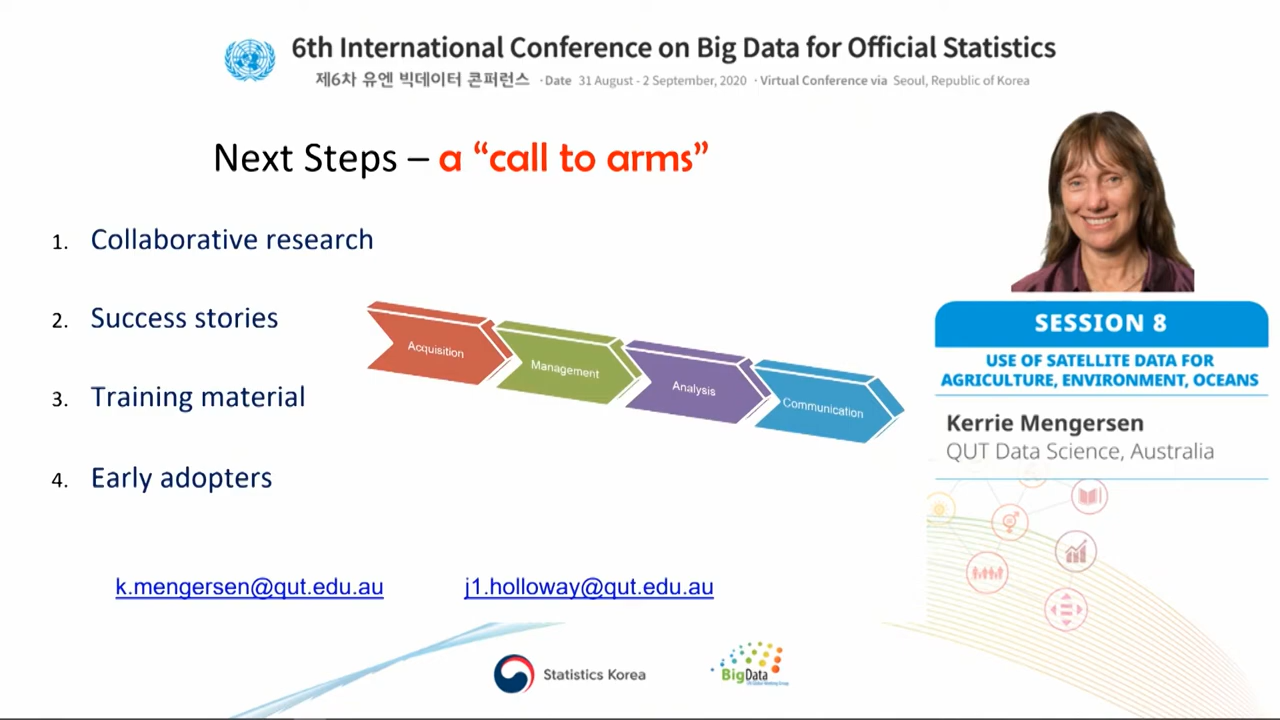 6th International Conference on Big Data for Official Statistics
제6차 유엔 빅데이터 콘퍼런스 · Date 31 August - 2 September, 2020 · Virtual Conference via Seoul, Republic of Korea
Next Steps – a “call to arms”
1. Collaborative research
2. Success stories
3. Training material
4. Early adopters
Acquisition
Management
Analysis
Communication
k.mengersen@qut.edu.au j1.holloway@qut.edu.au
SESSION 8
USE OF SATELLITE DATA FOR
AGRICULTURE, ENVIRONMENT, OCEANS
Kerrie Mengersen
QUT Data Science, Australia
Statistics Korea
BigData
UN Global Working Group